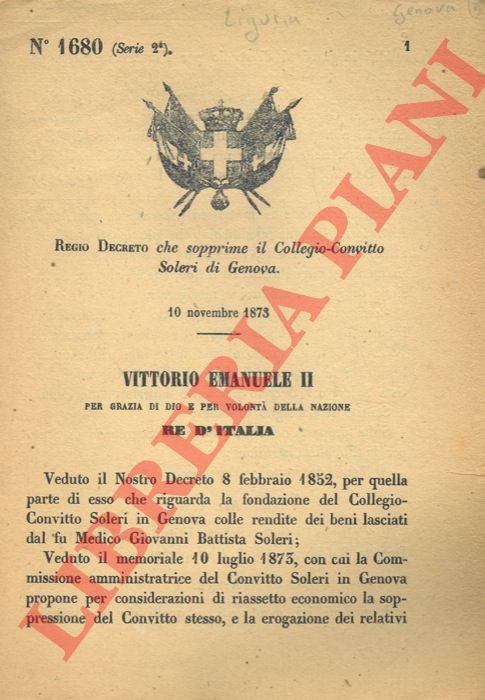 Liguria
Genova
N° 1680 (Serie 2ª).
1
REGIO DECRETO che sopprime il Collegio-Convitto
Soleri di Genova.
10 novembre 1873
VITTORIO EMANUELE II
PER GRAZIA DI DIO E PER VOLONTÀ DELLA NAZIONE
RE D'ITALIA
Veduto il Nostro Decreto 8 febbraio 1852, per quella
parte di esso che riguarda la fondazione del Collegio-
Convitto Soleri in Genova colle rendite dei beni lasciati
dal fu Medico Giovanni Battista Soleri;
Veduto il memoriale 10 luglio 1873, con cui la Com-
missione amministratrice del Convitto Soleri in Genova
propone per considerazioni di riassetto economico la sop-
pressione del Convitto stesso, e la erogazione dei relativi
LIBRERIA PIANI